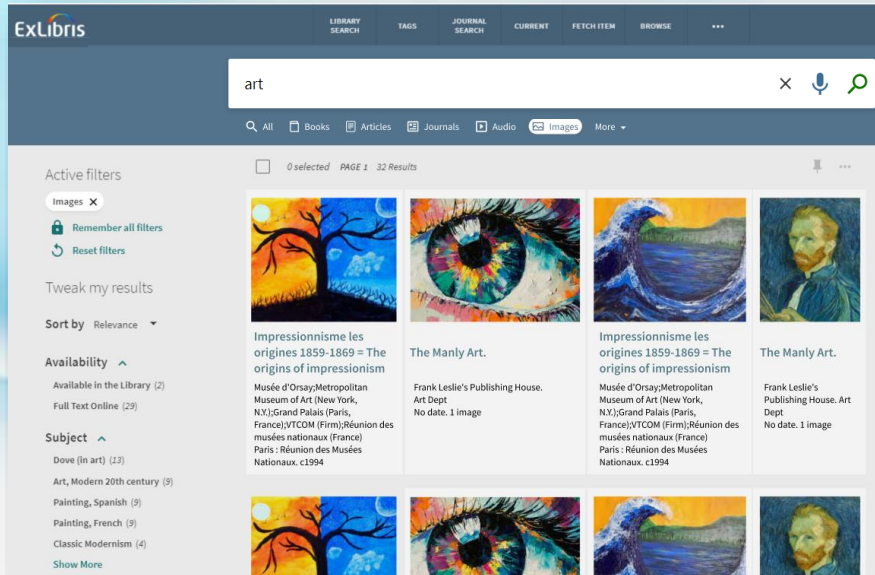 ExLibris
LIBRARY
SEARCH
TAGS
JOURNAL
SEARCH
CURRENT
FETCH ITEM
BROWSE
•••
art
All
Books
Articles
Journals
Audio
Images
More
Active filters
Images X
Remember all filters
Reset filters
Tweak my results
Sort by Relevance
Availability
Available in the Library (2)
Full Text Online (29)
Subject
Dove (in art) (13)
Art, Modern 20th century (9)
Painting, Spanish (9)
Painting, French (9)
Classic Modernism (4)
Show More
0 selected PAGE 1 32 Results
Impressionnisme les
origines 1859-1869 = The
origins of impressionism
Musée d'Orsay;Metropolitan
Museum of Art (New York,
N.Y.);Grand Palais (Paris,
France);VTCOM (Firm);Réunion des
musées nationaux (France)
Paris : Réunion des Musées
Nationaux. c1994
The Manly Art.
Frank Leslie's Publishing House.
Art Dept
No date. 1 image
Impressionnisme les
origines 1859-1869 = The
origins of impressionism
Musée d'Orsay;Metropolitan
Museum of Art (New York,
N.Y.);Grand Palais (Paris,
France);VTCOM (Firm);Réunion des
musées nationaux (France)
Paris : Réunion des Musées
Nationaux. c1994
The Manly Art.
Frank Leslie's
Publishing House. Art
Dept
No date. 1 image